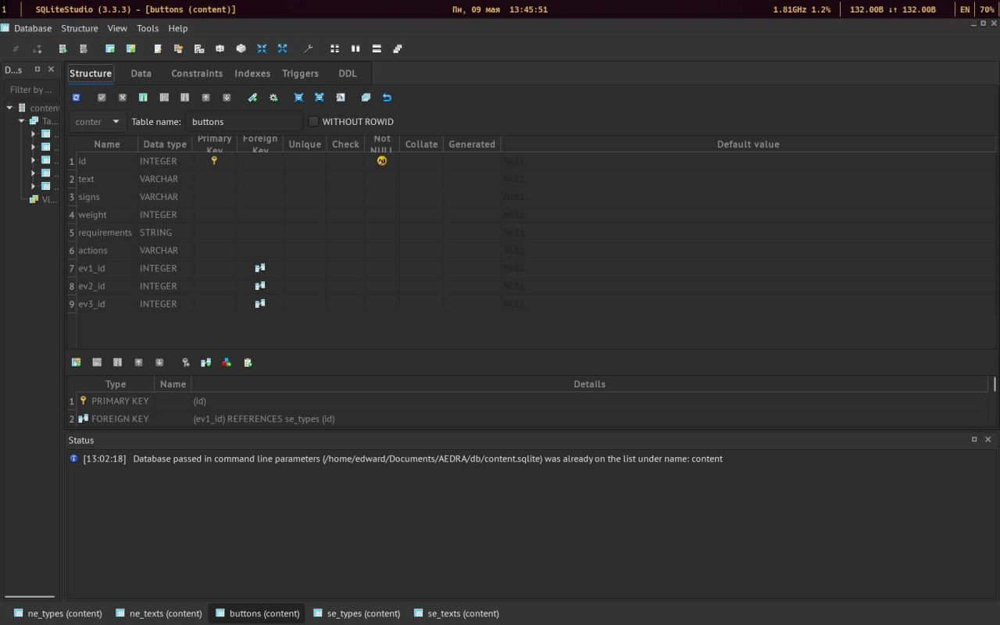 1 SQLiteStudio (3.3.3) - [buttons (content)] Пн, 09 мая 13:45:51 1.81GHz 1.2% 132.00B ↓↑ 132.00B EN 70%
Database Structure View Tools Help
D...s
Structure Data Constraints Indexes Triggers DDL
Filter by ...
content
Ta...
..
..
..
..
..
Vi...
conter Table name: buttons WITHOUT ROWID
Name Data type Primary Key Foreign Key Unique Check Not NULL Collate Generated Default value
1 id INTEGER NULL
2 text VARCHAR NULL
3 signs VARCHAR NULL
4 weight INTEGER NULL
5 requirements STRING NULL
6 actions VARCHAR NULL
7 ev1_id INTEGER NULL
8 ev2_id INTEGER NULL
9 ev3_id INTEGER NULL
Type Name Details
1 PRIMARY KEY (id)
2 FOREIGN KEY (ev1_id) REFERENCES se_types (id)
Status
[13:02:18] Database passed in command line parameters (/home/edward/Documents/AEDRA/db/content.sqlite) was already on the list under name: content
ne_types (content) ne_texts (content) buttons (content) se_types (content) se_texts (content)